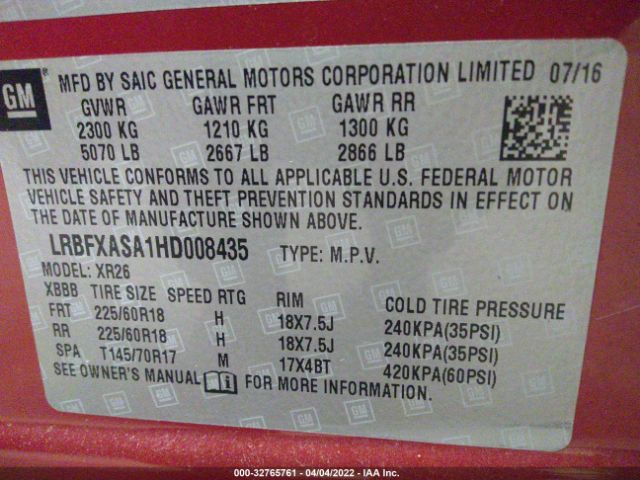 GM
MFD BY SAIC GENERAL MOTORS CORPORATION LIMITED 07/16
GVWR GAWR FRT GAWR RR
2300 KG 1210 KG 1300 KG
5070 LB 2667 LB 2866 LB
THIS VEHICLE CONFORMS TO ALL APPLICABLE U.S. FEDERAL MOTOR
VEHICLE SAFETY AND THEFT PREVENTION STANDARDS IN EFFECT ON
THE DATE OF MANUFACTURE SHOWN ABOVE.
LRBFXASA1HD008435 TYPE: M.P.V.
MODEL: XR26
XBBB TIRE SIZE SPEED RTG RIM COLD TIRE PRESSURE
FRT 225/60R18 H 18X7.5J 240KPA(35PSI)
RR 225/60R18 H 18X7.5J 240KPA(35PSI)
SPA T145/70R17 M 17X4BT 420KPA(60PSI)
SEE OWNER'S MANUAL FOR MORE INFORMATION.
000-32765761 - 04/04/2022 - IAA Inc.